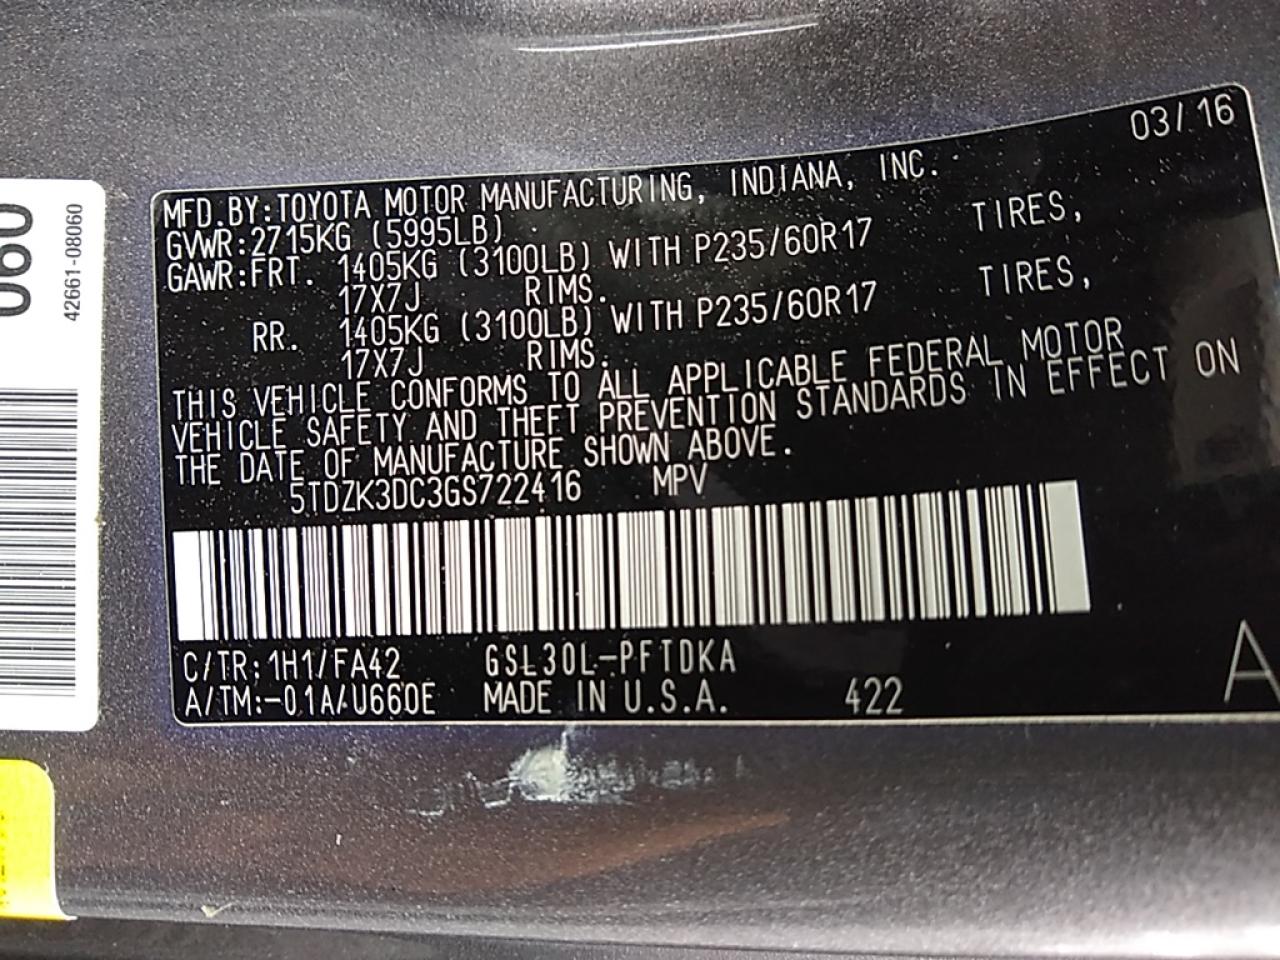 03/16
MFD.BY:TOYOTA MOTOR MANUFACTURING, INDIANA, INC.
GVWR:2715KG (5995LB)
GAWR:FRT. 1405KG (3100LB) WITH P235/60R17 TIRES,
17X7J RIMS.
RR. 1405KG (3100LB) WITH P235/60R17 TIRES,
17X7J RIMS.
THIS VEHICLE CONFORMS TO ALL APPLICABLE FEDERAL MOTOR
VEHICLE SAFETY AND THEFT PREVENTION STANDARDS IN EFFECT ON
THE DATE OF MANUFACTURE SHOWN ABOVE.
5TDZK3DC3GS722416 MPV
C/TR:1H1/FA42 GSL30L-PFTDKA
A/TM:-01A/U660E MADE IN U.S.A. 422
A
060
42661-08060